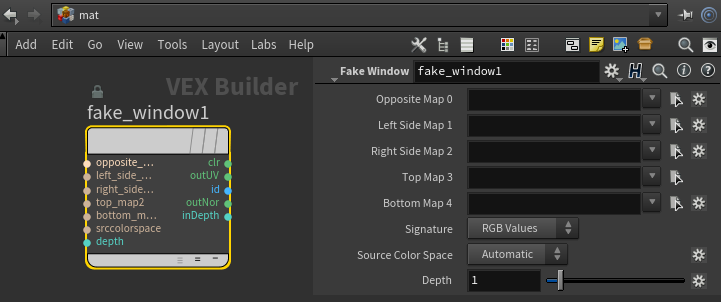 mat
Add Edit Go View Tools Layout Labs Help
VEX Builder
fake_window1
opposite_... clr
left_side_... outUV
right_side... id
top_map2 outNor
bottom_m... inDepth
srccolorspace
depth
Fake Window fake_window1
Opposite Map 0
Left Side Map 1
Right Side Map 2
Top Map 3
Bottom Map 4
Signature RGB Values
Source Color Space Automatic
Depth 1